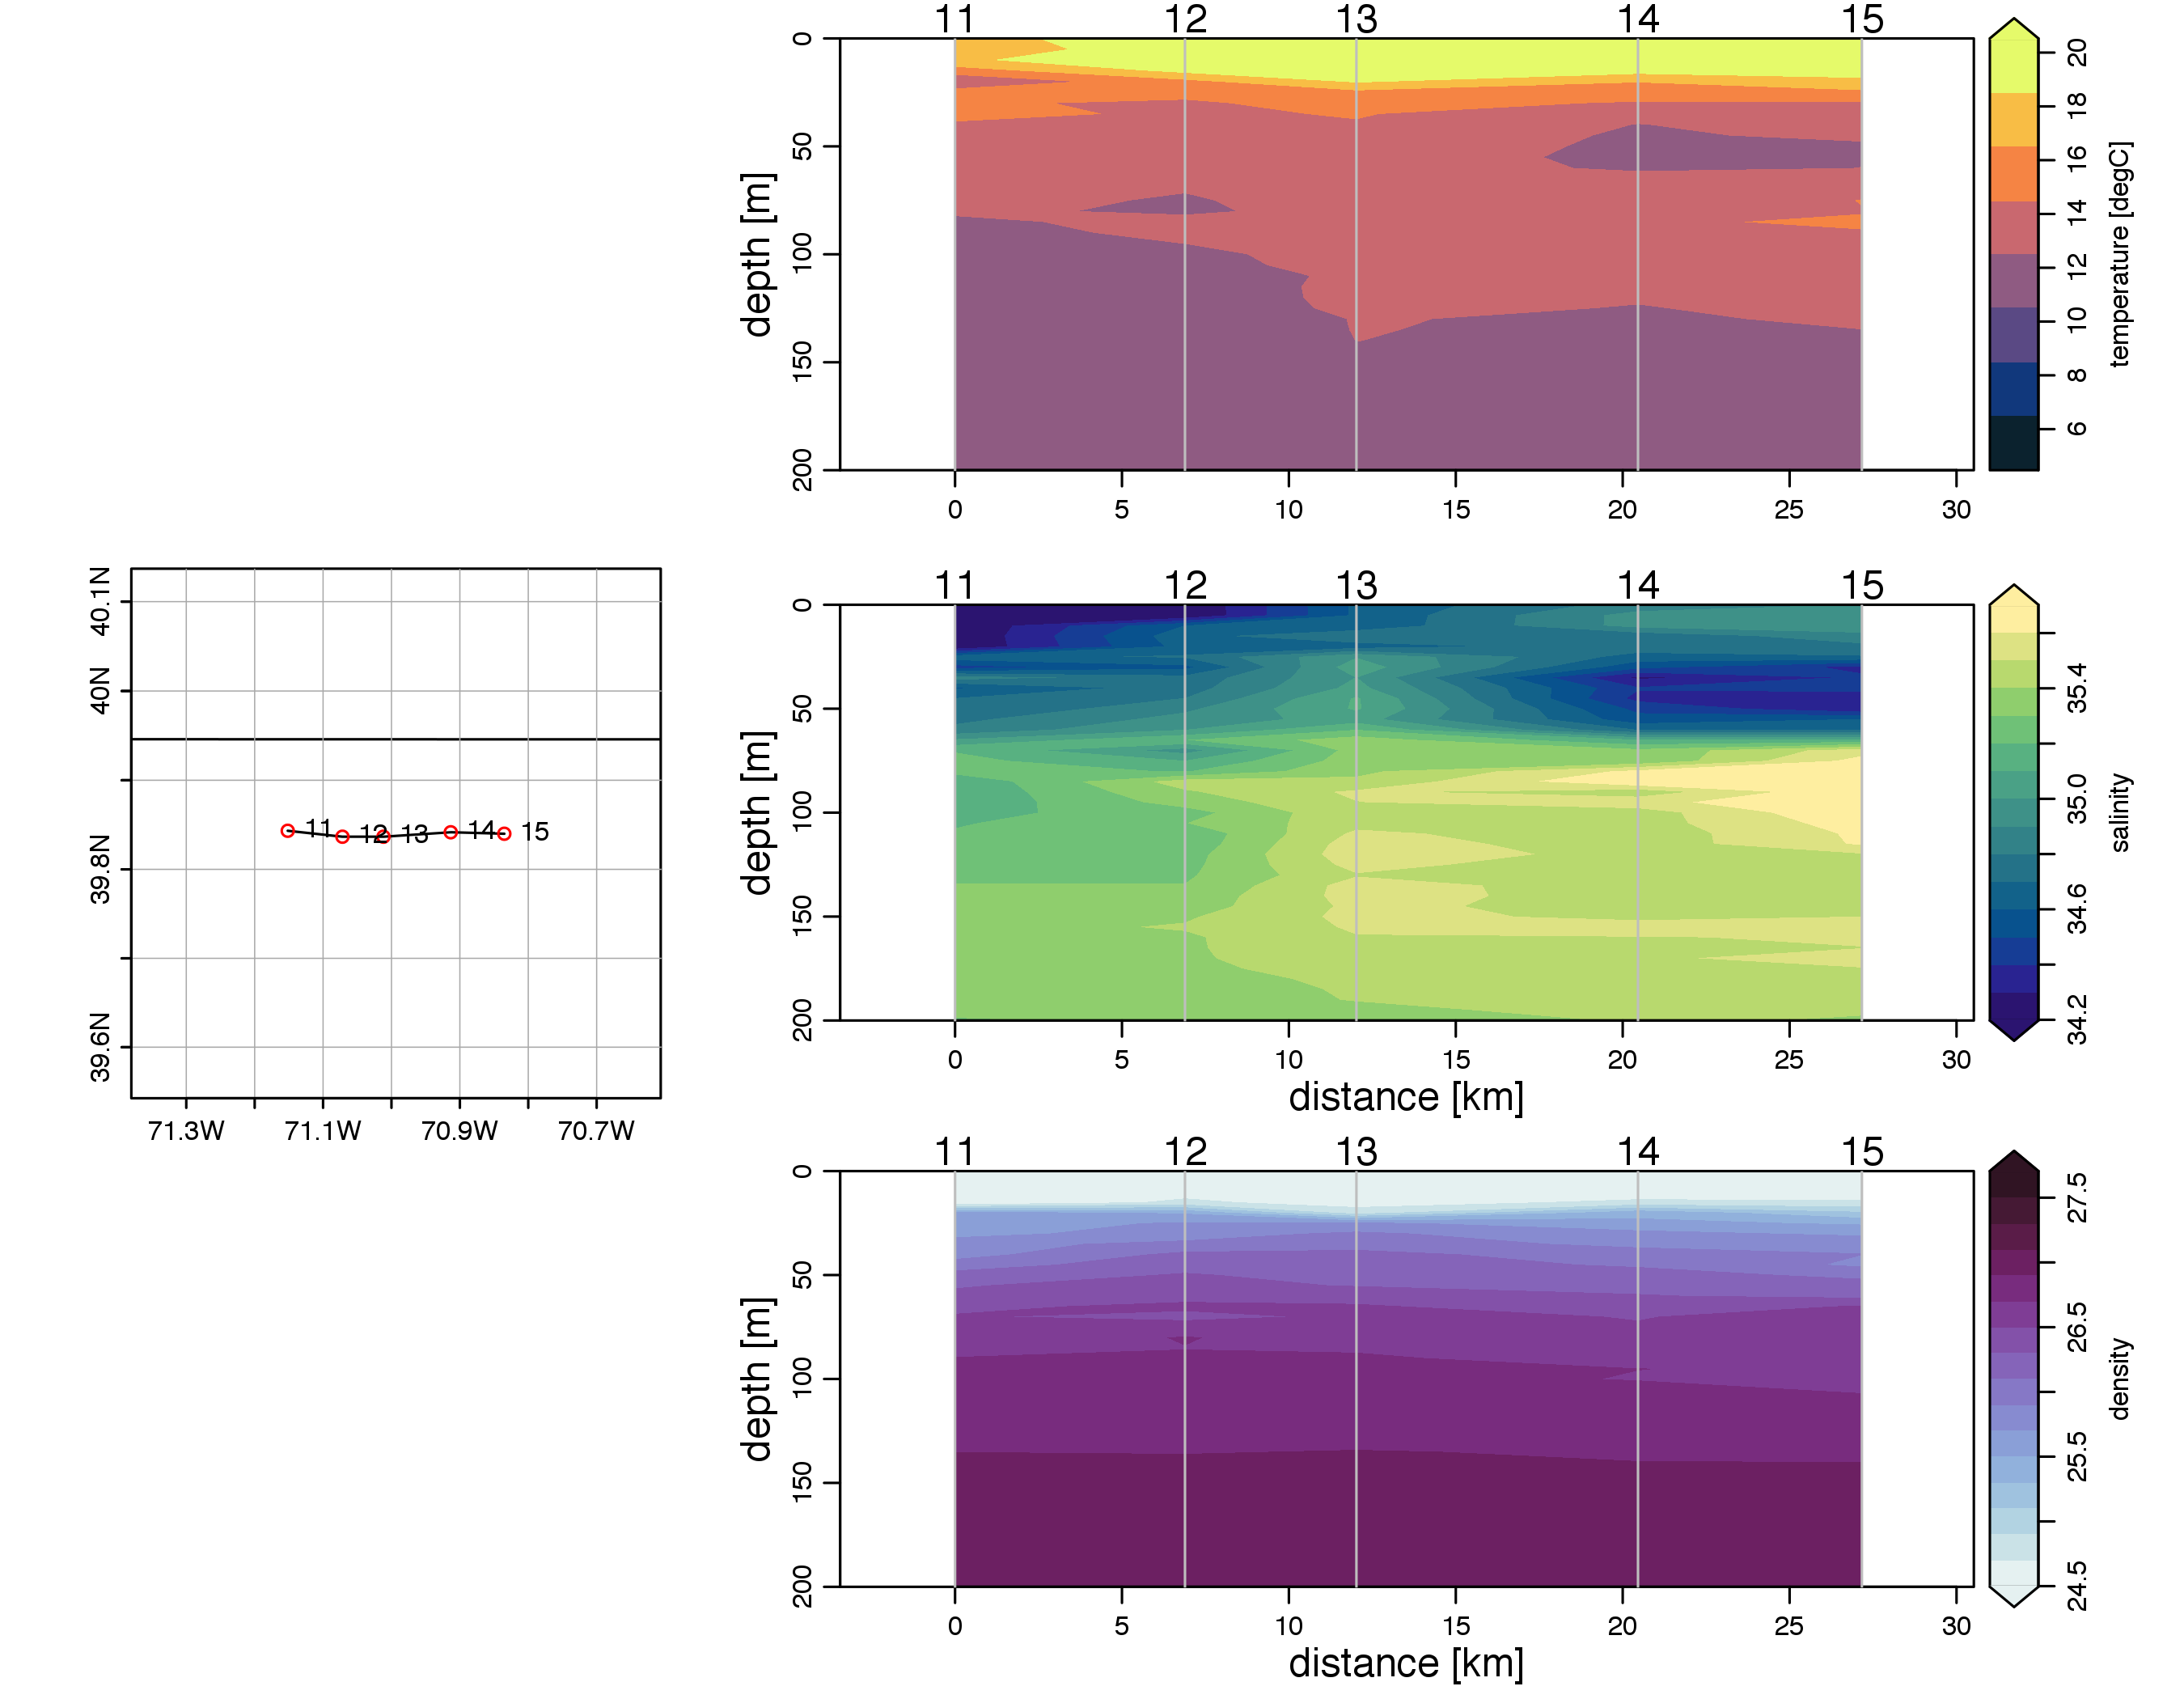 11 12 13 14 15
0 50 100 150 200
depth [m]
0 5 10 15 20 25 30
20 18 16 14 12 10 8 6
temperature [degC]
40.1N
40N
39.8N
39.6N
71.3W 71.1W 70.9W 70.7W
11 12 13 14 15
11 12 13 14 15
0 50 100 150 200
depth [m]
0 5 10 15 20 25 30
distance [km]
35.4 35.0 34.6 34.2
salinity
11 12 13 14 15
0 50 100 150 200
depth [m]
0 5 10 15 20 25 30
distance [km]
27.5 26.5 25.5 24.5
density